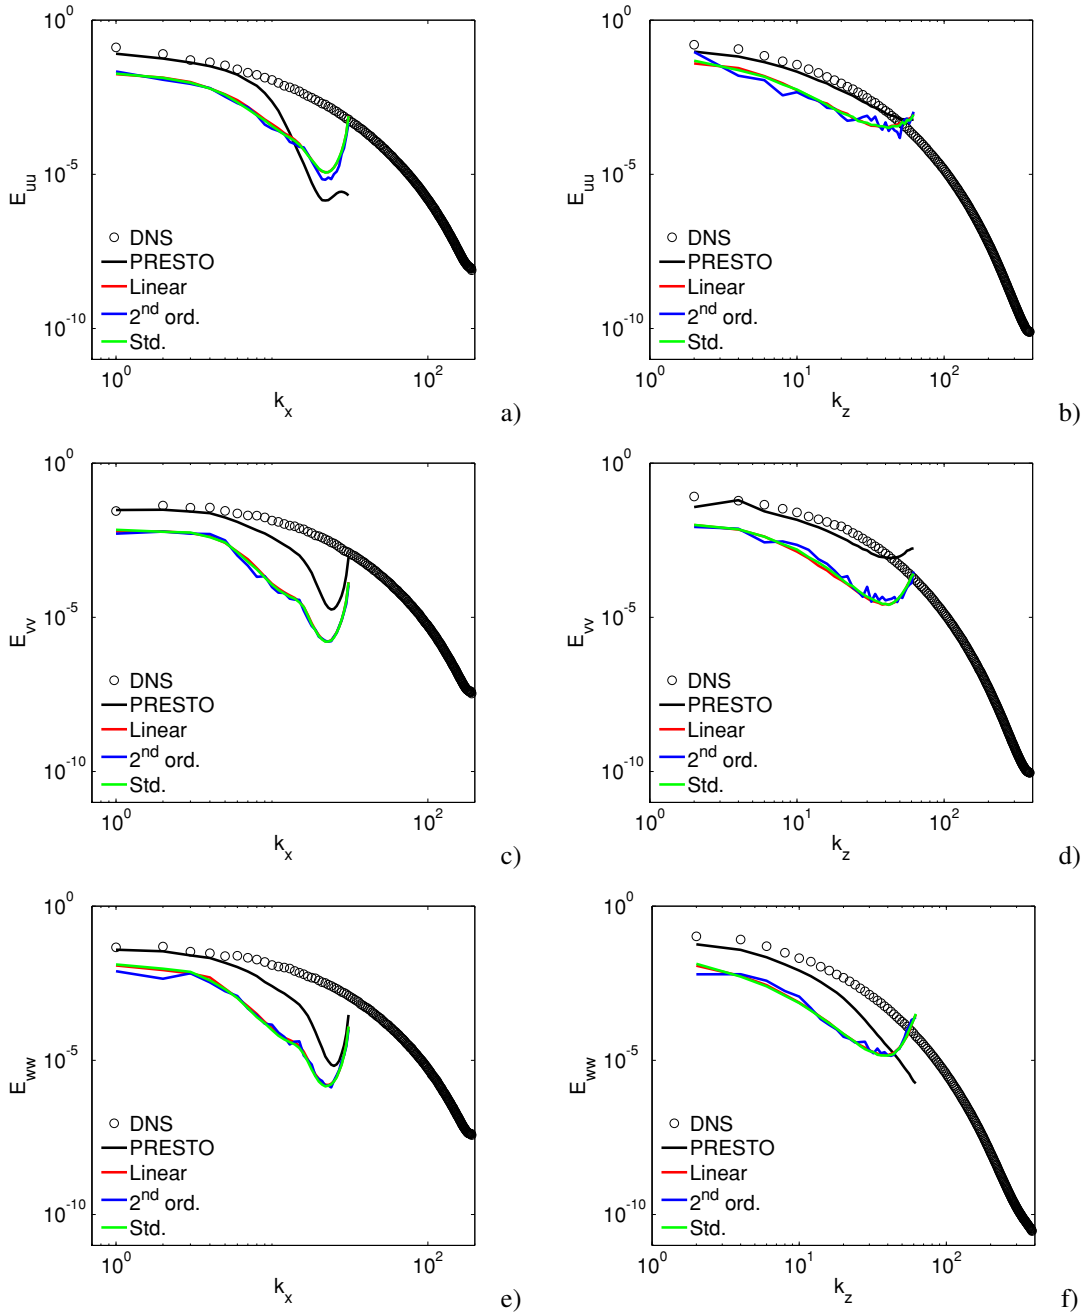 10^0
10^-5
10^-10
E_uu
DNS
PRESTO
Linear
2^nd ord.
Std.
10^0
10^2
k_x
a)
10^0
10^-5
10^-10
E_uu
DNS
PRESTO
Linear
2^nd ord.
Std.
10^0
10^1
10^2
k_z
b)
10^0
10^-5
10^-10
E_vv
DNS
PRESTO
Linear
2^nd ord.
Std.
10^0
10^2
k_x
c)
10^0
10^-5
10^-10
E_vv
DNS
PRESTO
Linear
2^nd ord.
Std.
10^0
10^1
10^2
k_z
d)
10^0
10^-5
10^-10
E_ww
DNS
PRESTO
Linear
2^nd ord.
Std.
10^0
10^2
k_x
e)
10^0
10^-5
10^-10
E_ww
DNS
PRESTO
Linear
2^nd ord.
Std.
10^0
10^1
10^2
k_z
f)